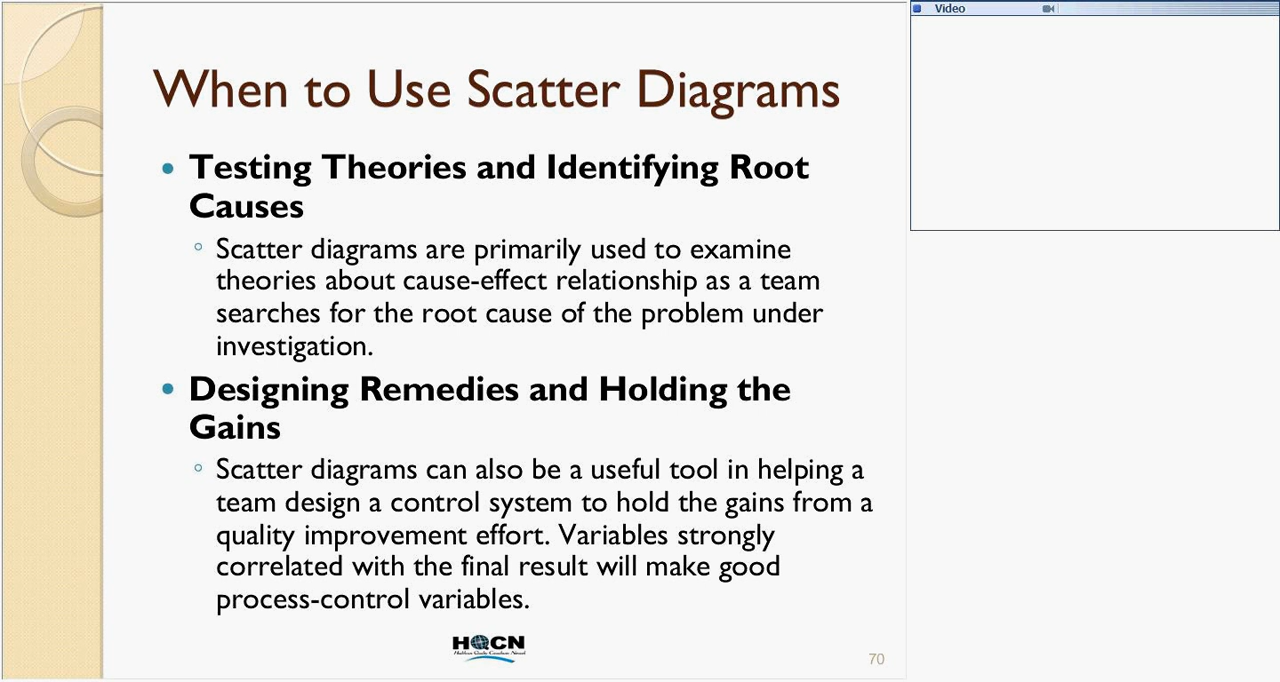 Video
When to Use Scatter Diagrams
• Testing Theories and Identifying Root
Causes
◦ Scatter diagrams are primarily used to examine
theories about cause-effect relationship as a team
searches for the root cause of the problem under
investigation.
• Designing Remedies and Holding the
Gains
◦ Scatter diagrams can also be a useful tool in helping a
team design a control system to hold the gains from a
quality improvement effort. Variables strongly
correlated with the final result will make good
process-control variables.
HQCN
70